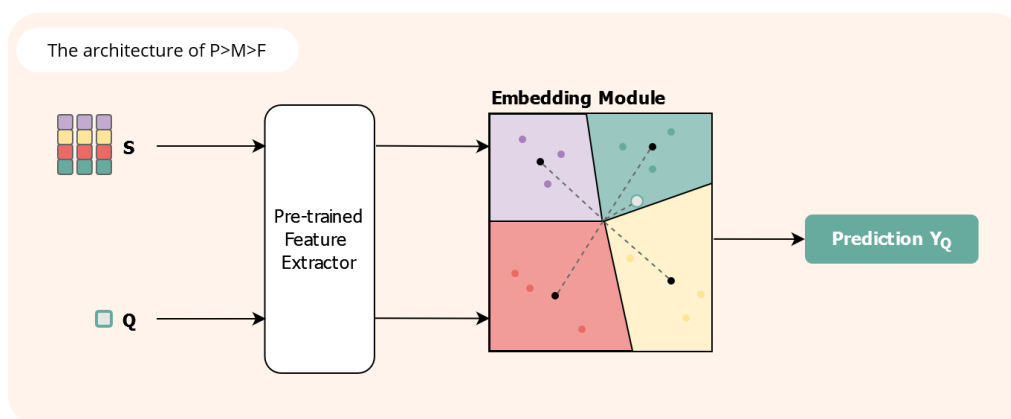 The architecture of P>M>F
Embedding Module
S
Pre-trained
Feature
Extractor
Prediction YQ
Q